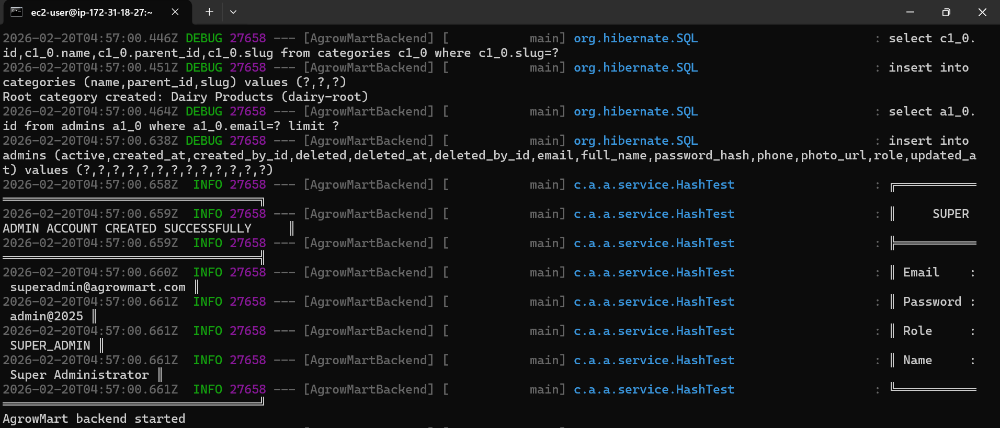 ec2-user@ip-172-31-18-27:~
2026-02-20T04:57:00.446Z DEBUG 27658 --- [AgrowMartBackend] [           main] org.hibernate.SQL                        : select c1_0.
id,c1_0.name,c1_0.parent_id,c1_0.slug from categories c1_0 where c1_0.slug=?
2026-02-20T04:57:00.451Z DEBUG 27658 --- [AgrowMartBackend] [           main] org.hibernate.SQL                        : insert into
categories (name,parent_id,slug) values (?,?,?)
Root category created: Dairy Products (dairy-root)
2026-02-20T04:57:00.464Z DEBUG 27658 --- [AgrowMartBackend] [           main] org.hibernate.SQL                        : select a1_0.
id from admins a1_0 where a1_0.email=? limit ?
2026-02-20T04:57:00.638Z DEBUG 27658 --- [AgrowMartBackend] [           main] org.hibernate.SQL                        : insert into
admins (active,created_at,created_by_id,deleted,deleted_at,deleted_by_id,email,full_name,password_hash,phone,photo_url,role,updated_a
t) values (?,?,?,?,?,?,?,?,?,?,?,?,?)
2026-02-20T04:57:00.658Z  INFO 27658 --- [AgrowMartBackend] [           main] c.a.a.service.HashTest                   : ╔═══════════
════════════════════════════════════╗
2026-02-20T04:57:00.659Z  INFO 27658 --- [AgrowMartBackend] [           main] c.a.a.service.HashTest                   : ║     SUPER
ADMIN ACCOUNT CREATED SUCCESSFULLY     ║
2026-02-20T04:57:00.659Z  INFO 27658 --- [AgrowMartBackend] [           main] c.a.a.service.HashTest                   : ╠═══════════
════════════════════════════════════╣
2026-02-20T04:57:00.660Z  INFO 27658 --- [AgrowMartBackend] [           main] c.a.a.service.HashTest                   : ║ Email    :
 superadmin@agrowmart.com ║
2026-02-20T04:57:00.661Z  INFO 27658 --- [AgrowMartBackend] [           main] c.a.a.service.HashTest                   : ║ Password :
 admin@2025 ║
2026-02-20T04:57:00.661Z  INFO 27658 --- [AgrowMartBackend] [           main] c.a.a.service.HashTest                   : ║ Role     :
 SUPER_ADMIN ║
2026-02-20T04:57:00.661Z  INFO 27658 --- [AgrowMartBackend] [           main] c.a.a.service.HashTest                   : ║ Name     :
 Super Administrator ║
2026-02-20T04:57:00.661Z  INFO 27658 --- [AgrowMartBackend] [           main] c.a.a.service.HashTest                   : ╚═══════════
════════════════════════════════════╝
AgrowMart backend started